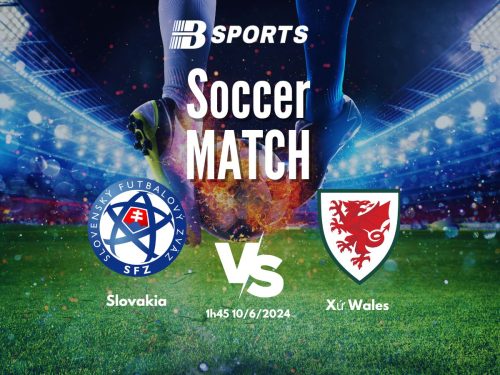 B SPORTS
Soccer
MATCH
SLOVENSKÝ FUTBALOVÝ ZVÄZ
SFZ
VS
Slovakia
Xứ Wales
1h45 10/6/2024